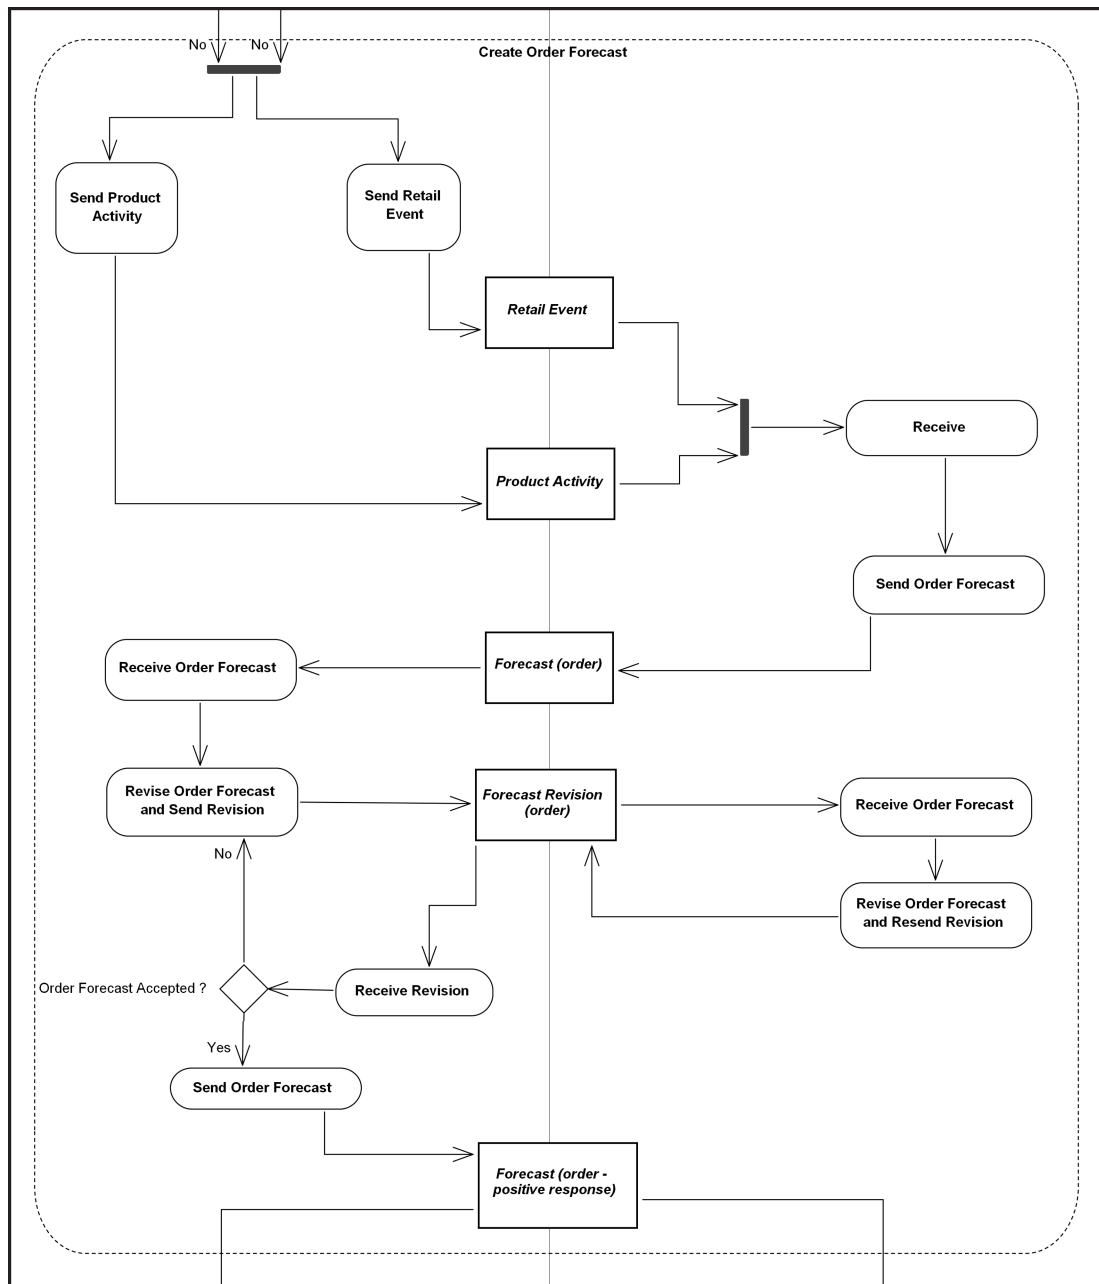 No
No
Create Order Forecast
Send Product
Activity
Send Retail
Event
Retail Event
Receive
Product Activity
Send Order Forecast
Forecast (order)
Receive Order Forecast
Revise Order Forecast
and Send Revision
Forecast Revision
(order)
Receive Order Forecast
No
Revise Order Forecast
and Resend Revision
Order Forecast Accepted ?
Receive Revision
Yes
Send Order Forecast
Forecast (order -
positive response)